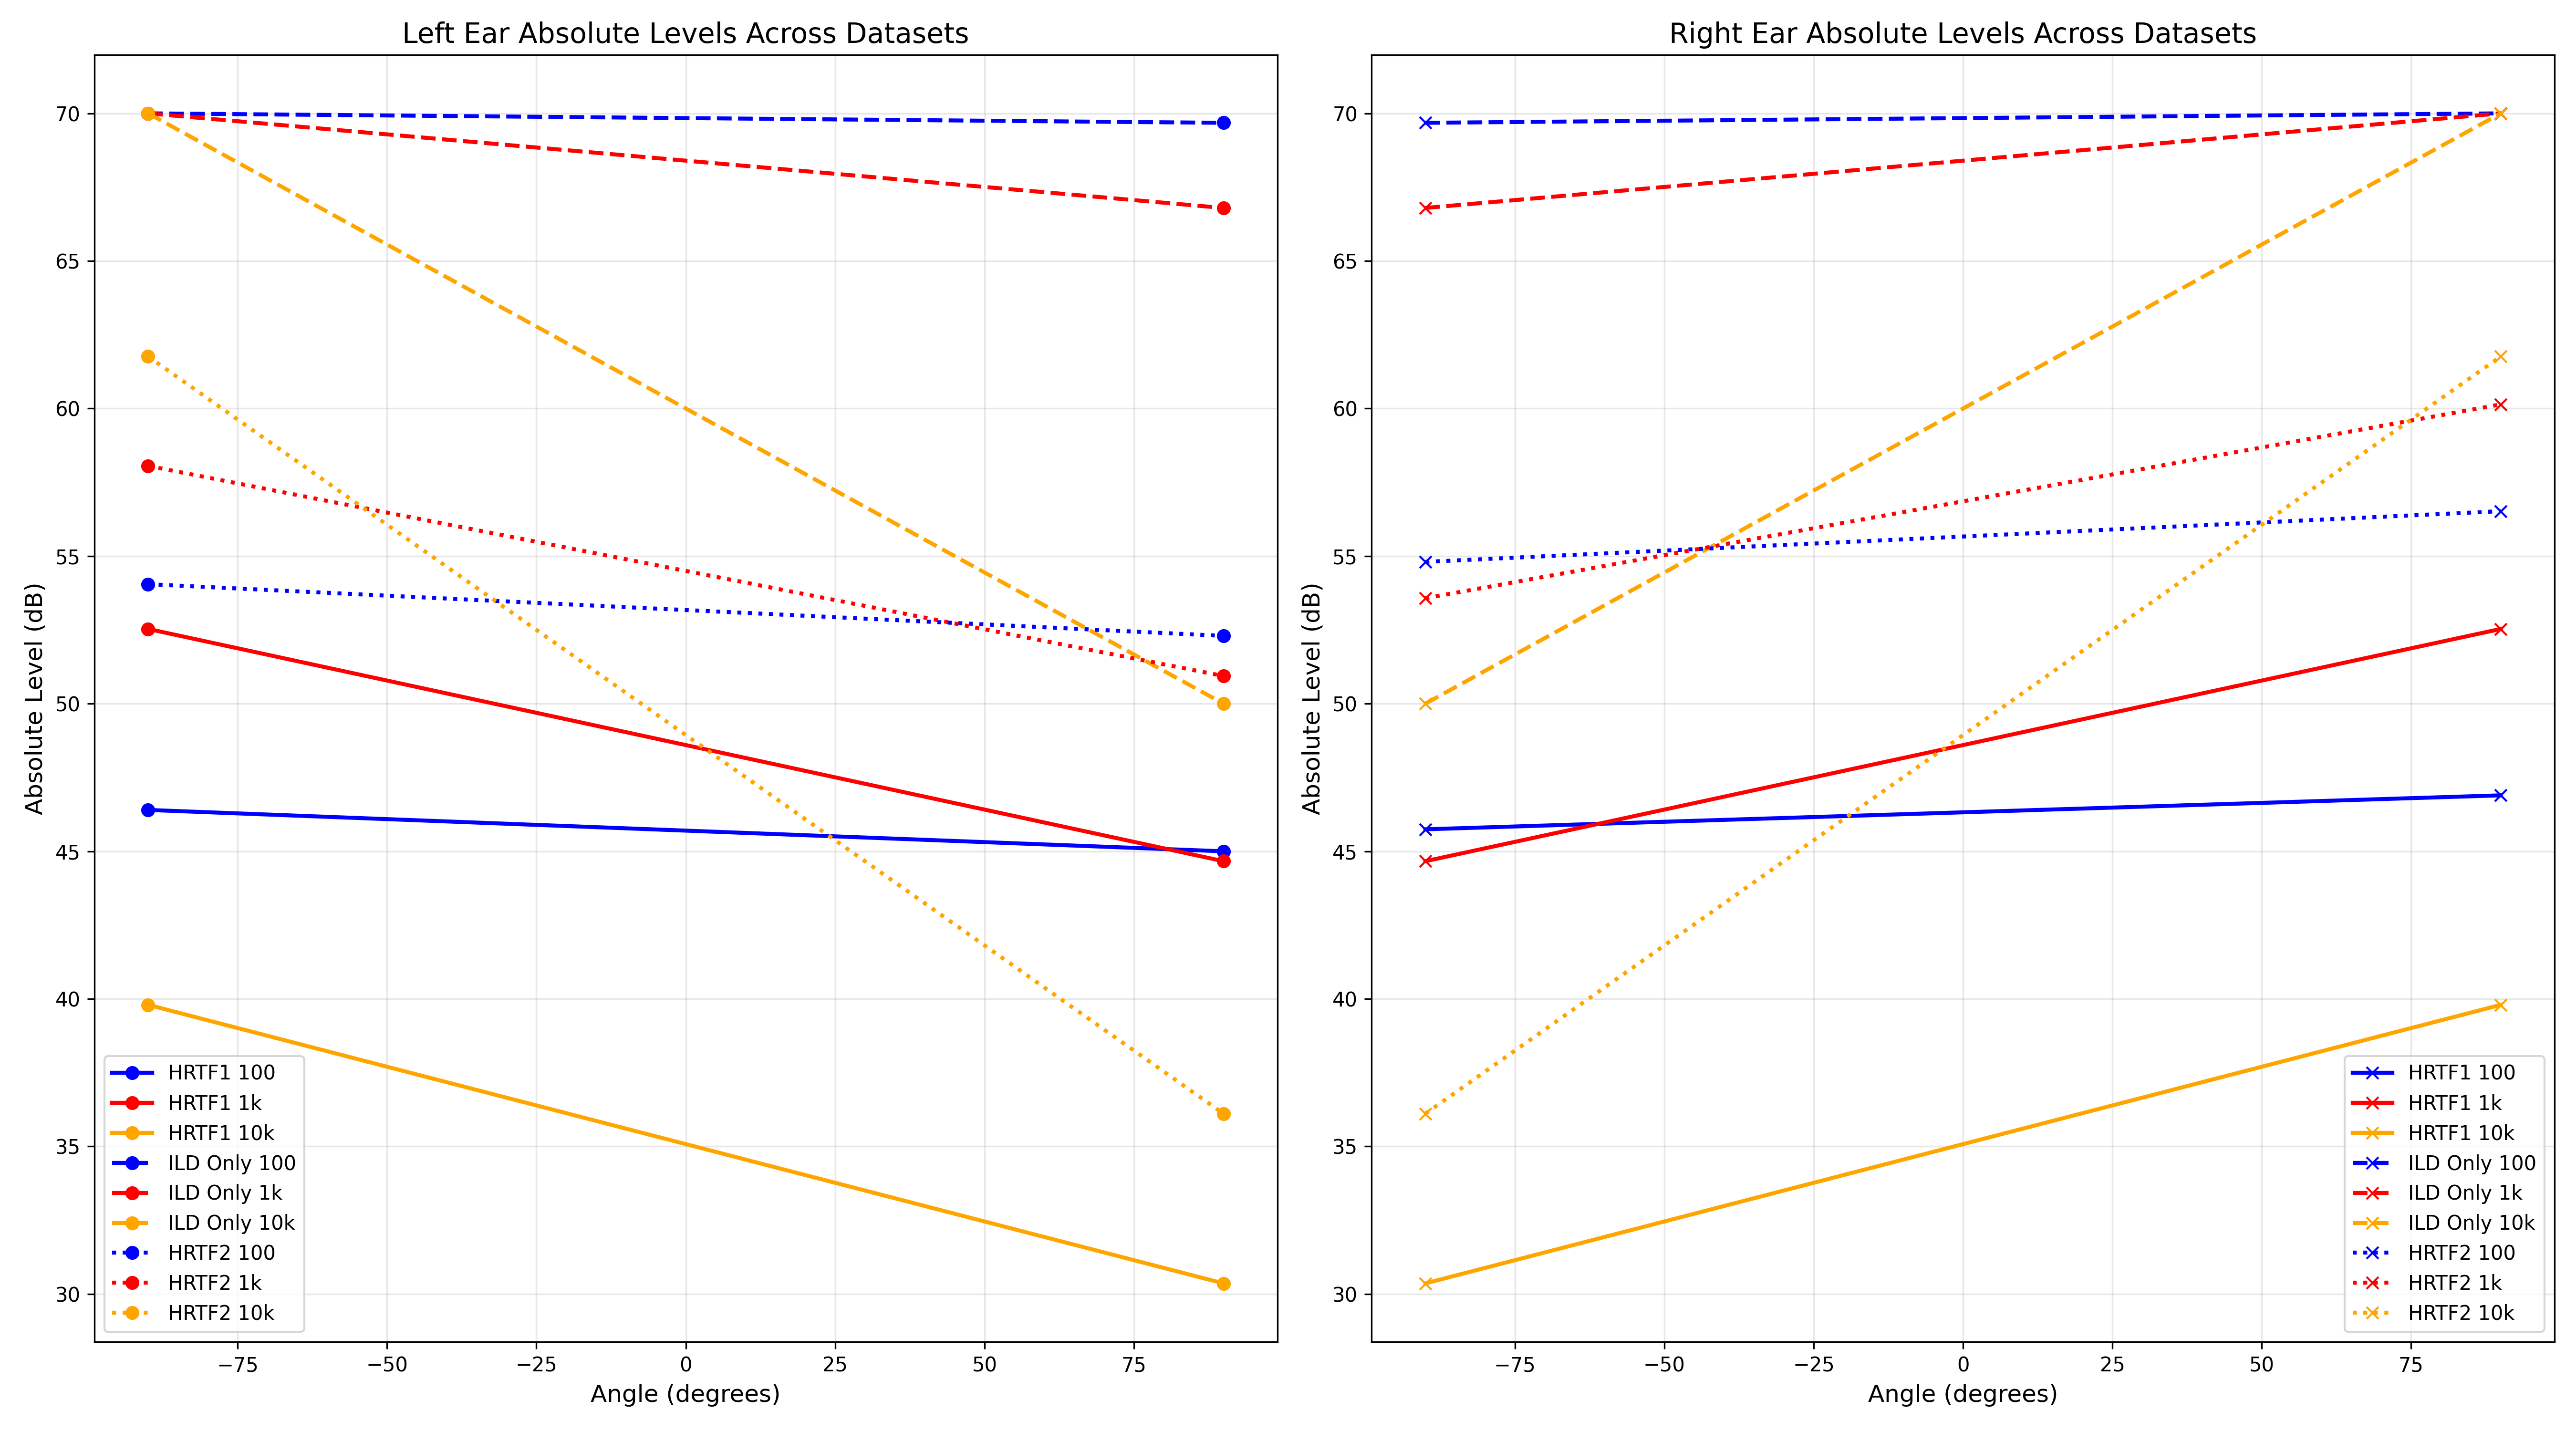 Left Ear Absolute Levels Across Datasets
Absolute Level (dB)
70
65
60
55
50
45
40
35
30
HRTF1 100
HRTF1 1k
HRTF1 10k
ILD Only 100
ILD Only 1k
ILD Only 10k
HRTF2 100
HRTF2 1k
HRTF2 10k
−75 −50 −25 0 25 50 75
Angle (degrees)
Right Ear Absolute Levels Across Datasets
Absolute Level (dB)
70
65
60
55
50
45
40
35
30
HRTF1 100
HRTF1 1k
HRTF1 10k
ILD Only 100
ILD Only 1k
ILD Only 10k
HRTF2 100
HRTF2 1k
HRTF2 10k
−75 −50 −25 0 25 50 75
Angle (degrees)